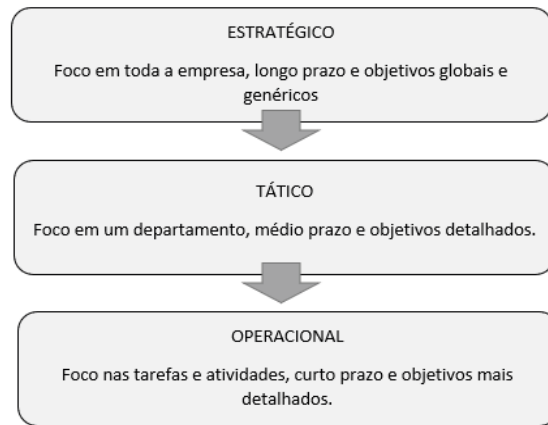 ESTRATÉGICO
Foco em toda a empresa, longo prazo e objetivos globais e
genéricos
TÁTICO
Foco em um departamento, médio prazo e objetivos detalhados.
OPERACIONAL
Foco nas tarefas e atividades, curto prazo e objetivos mais
detalhados.